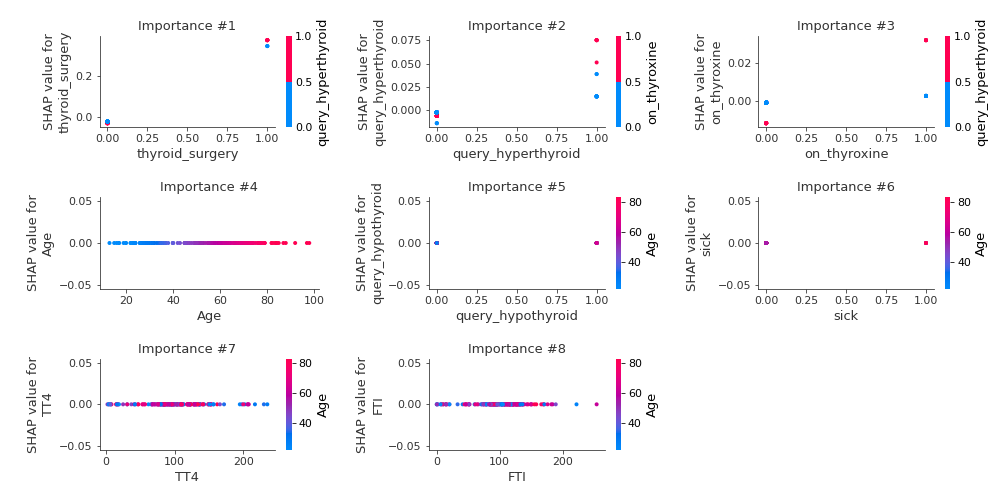 Importance #1
SHAP value for
thyroid_surgery
0.2
0.0
0.00 0.25 0.50 0.75 1.00
thyroid_surgery
1.0
0.5
0.0
query_hyperthyroid
Importance #2
SHAP value for
query_hyperthyroid
0.075
0.050
0.025
0.000
0.00 0.25 0.50 0.75 1.00
query_hyperthyroid
1.0
0.5
0.0
on_thyroxine
Importance #3
SHAP value for
on_thyroxine
0.02
0.00
0.00 0.25 0.50 0.75 1.00
on_thyroxine
1.0
0.5
0.0
query_hyperthyroid
Importance #4
SHAP value for
Age
0.05
0.00
−0.05
20 40 60 80 100
Age
Importance #5
SHAP value for
query_hypothyroid
0.05
0.00
−0.05
0.00 0.25 0.50 0.75 1.00
query_hypothyroid
80
60
40
Age
Importance #6
SHAP value for
sick
0.05
0.00
−0.05
0.00 0.25 0.50 0.75 1.00
sick
80
60
40
Age
Importance #7
SHAP value for
TT4
0.05
0.00
−0.05
0 100 200
TT4
80
60
40
Age
Importance #8
SHAP value for
FTI
0.05
0.00
−0.05
0 100 200
FTI
80
60
40
Age